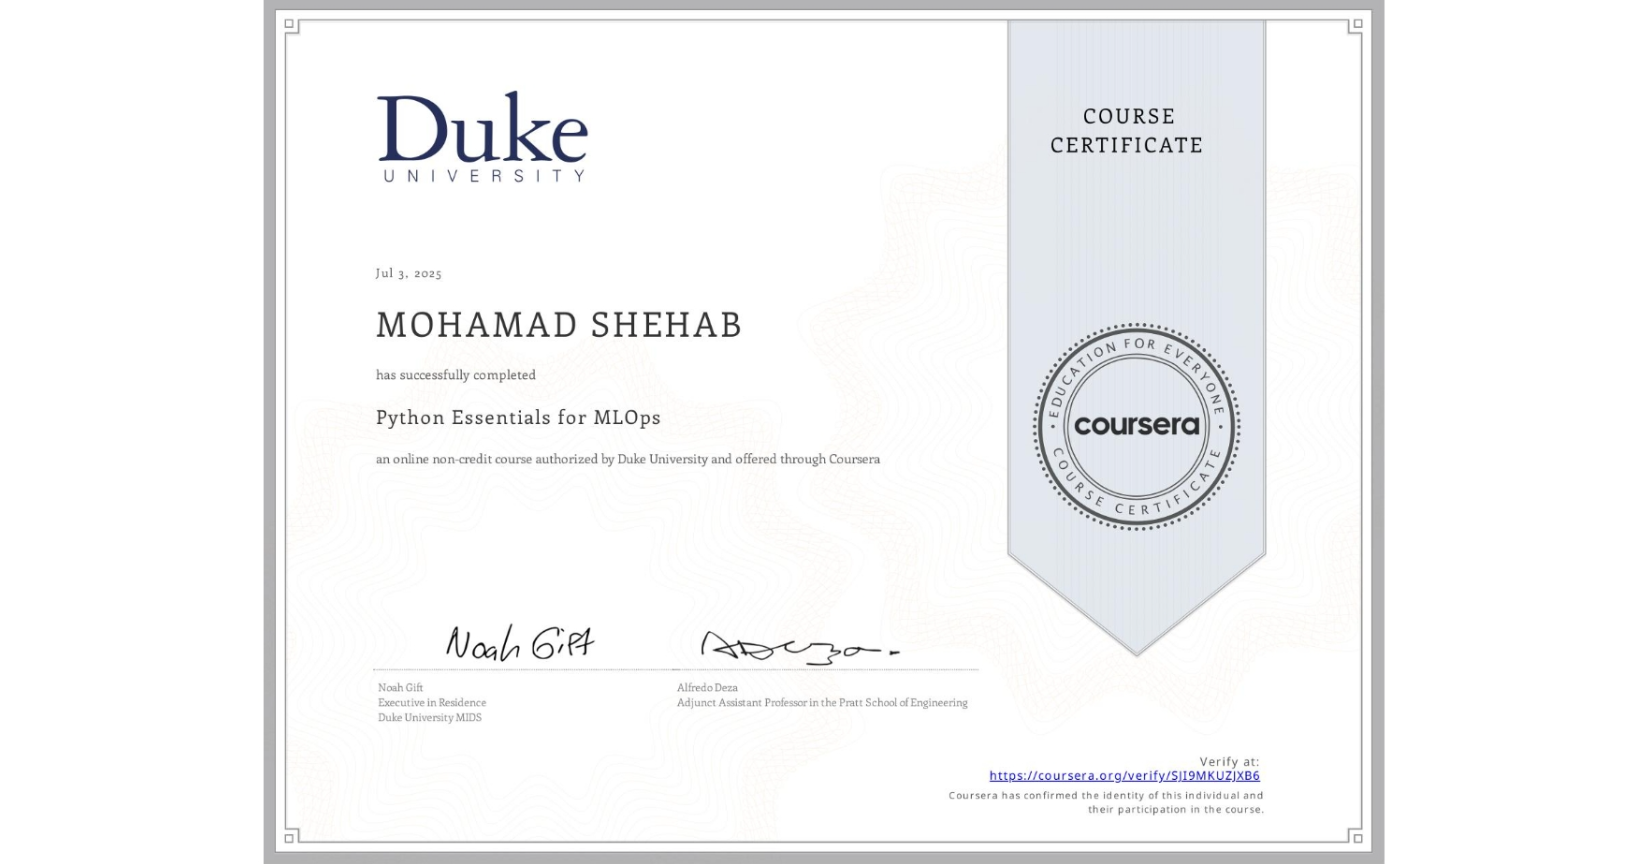 Duke
UNIVERSITY
COURSE
CERTIFICATE
Jul 3, 2025
MOHAMAD SHEHAB
has successfully completed
Python Essentials for MLOps
an online non-credit course authorized by Duke University and offered through Coursera
EDUCATION FOR EVERYONE
coursera
COURSE CERTIFICATE
Noah Gift
Noah Gift
Executive in Residence
Duke University MIDS
Alfredo Deza
Adjunct Assistant Professor in the Pratt School of Engineering
Verify at:
https://coursera.org/verify/SJI9MKUZJXB6
Coursera has confirmed the identity of this individual and
their participation in the course.